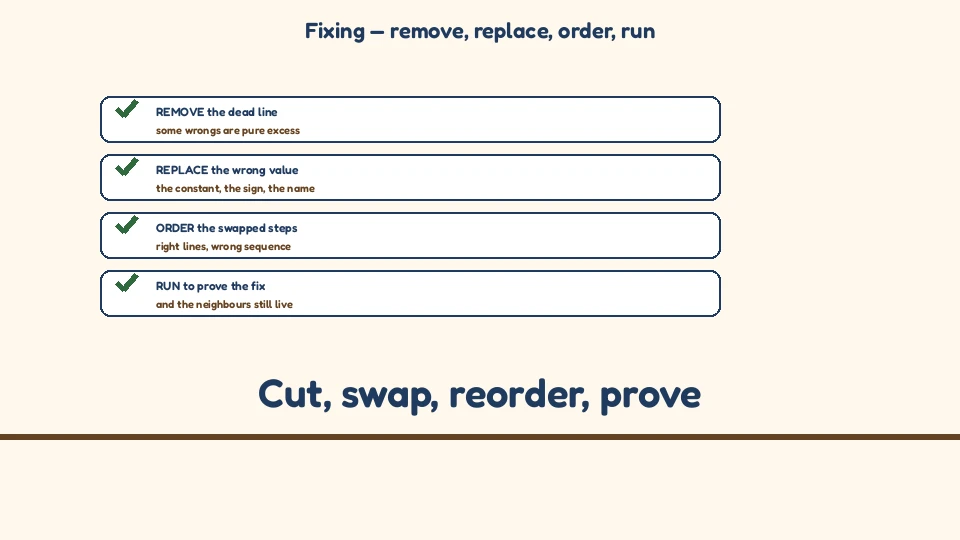 Fixing — remove, replace, order, run
REMOVE the dead line
some wrongs are pure excess
REPLACE the wrong value
the constant, the sign, the name
ORDER the swapped steps
right lines, wrong sequence
RUN to prove the fix
and the neighbours still live
Cut, swap, reorder, prove